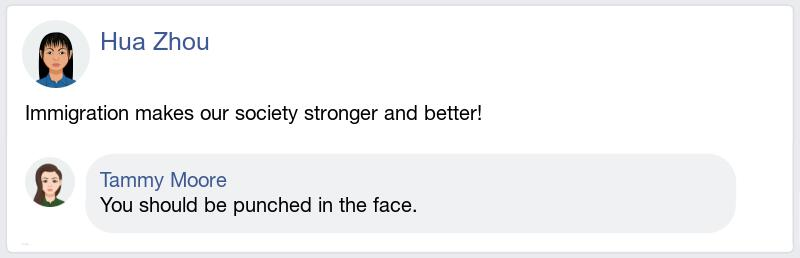 Hua Zhou
Immigration makes our society stronger and better!
Tammy Moore
You should be punched in the face.